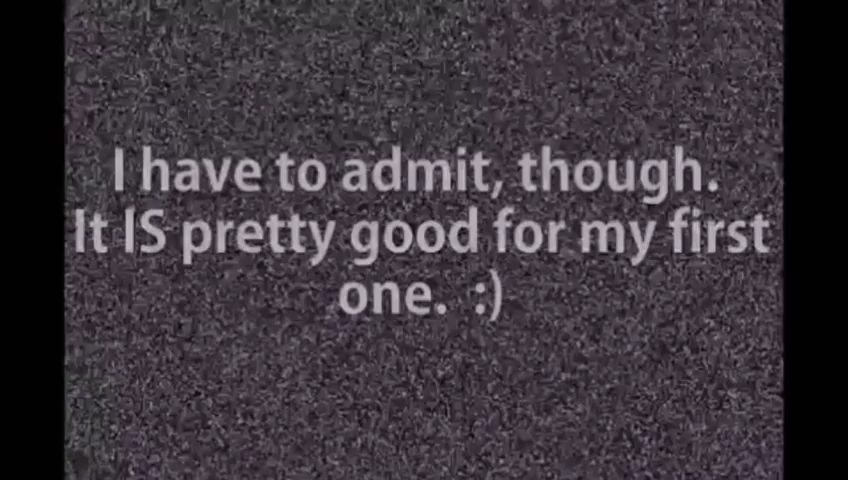 I have to admit, though.
It IS pretty good for my first
one.  :)